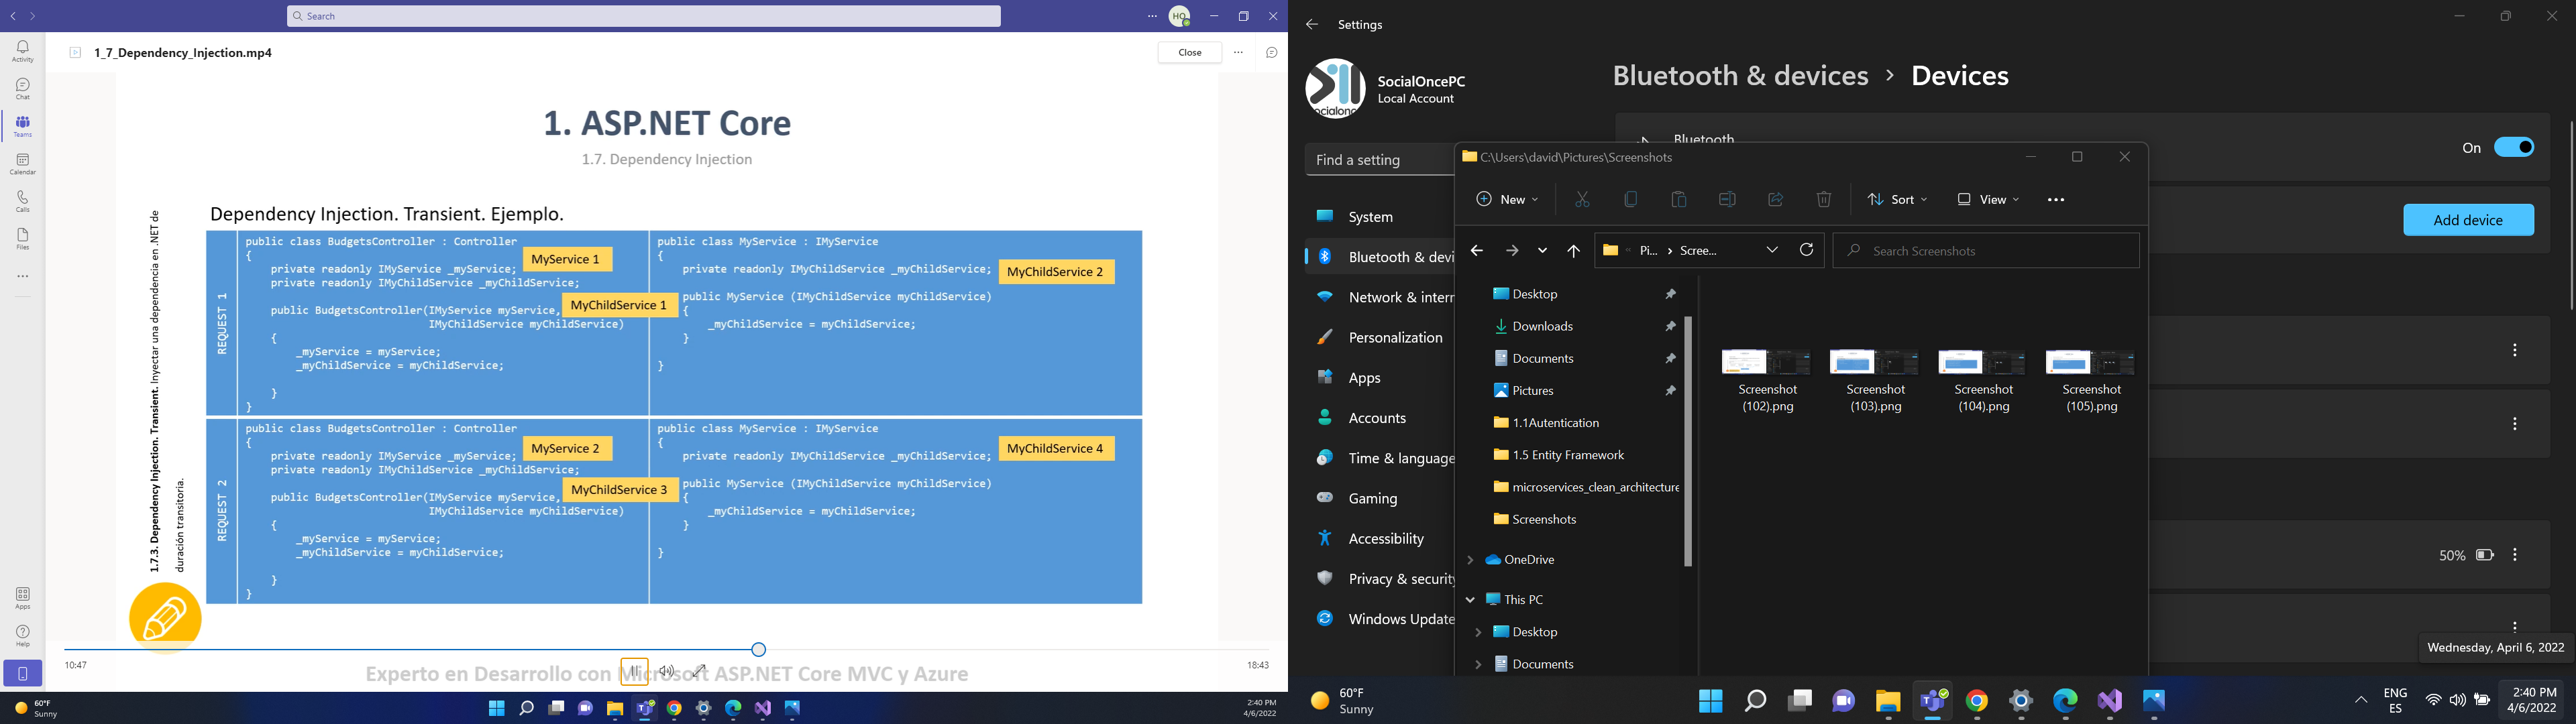 Search
HO
1_7_Dependency_Injection.mp4
Close
Activity
Chat
Teams
Calendar
Calls
Files
Apps
Help
1. ASP.NET Core
1.7. Dependency Injection
Dependency Injection. Transient. Ejemplo.
1.7.3. Dependency Injection. Transient. Inyectar una dependencia en .NET de
duración transitoria.
REQUEST 1
public class BudgetsController : Controller
{
private readonly IMyService _myService;
MyService 1
private readonly IMyChildService _myChildService;
public BudgetsController(IMyService myService,
MyChildService 1
IMyChildService myChildService)
{
_myService = myService;
_myChildService = myChildService;
}
}
public class MyService : IMyService
{
private readonly IMyChildService _myChildService;
MyChildService 2
public MyService (IMyChildService myChildService)
{
_myChildService = myChildService;
}
}
REQUEST 2
public class BudgetsController : Controller
{
private readonly IMyService _myService;
MyService 2
private readonly IMyChildService _myChildService;
public BudgetsController(IMyService myService,
MyChildService 3
IMyChildService myChildService)
{
_myService = myService;
_myChildService = myChildService;
}
}
public class MyService : IMyService
{
private readonly IMyChildService _myChildService;
MyChildService 4
public MyService (IMyChildService myChildService)
{
_myChildService = myChildService;
}
}
10:47
18:43
Experto en Desarrollo con Microsoft ASP.NET Core MVC y Azure
60°F
Sunny
2:40 PM
4/6/2022
Settings
SocialOncePC
Local Account
Find a setting
System
Bluetooth & devi
Network & intern
Personalization
Apps
Accounts
Time & language
Gaming
Accessibility
Privacy & security
Windows Update
Bluetooth & devices > Devices
Bluetooth
On
Add device
50%
C:\Users\david\Pictures\Screenshots
New
Sort
View
Pi... > Scree...
Search Screenshots
Desktop
Downloads
Documents
Pictures
1.1Autentication
1.5 Entity Framework
microservices_clean_architecture
Screenshots
OneDrive
This PC
Desktop
Documents
Screenshot
(102).png
Screenshot
(103).png
Screenshot
(104).png
Screenshot
(105).png
Wednesday, April 6, 2022
60°F
Sunny
ENG
ES
2:40 PM
4/6/2022